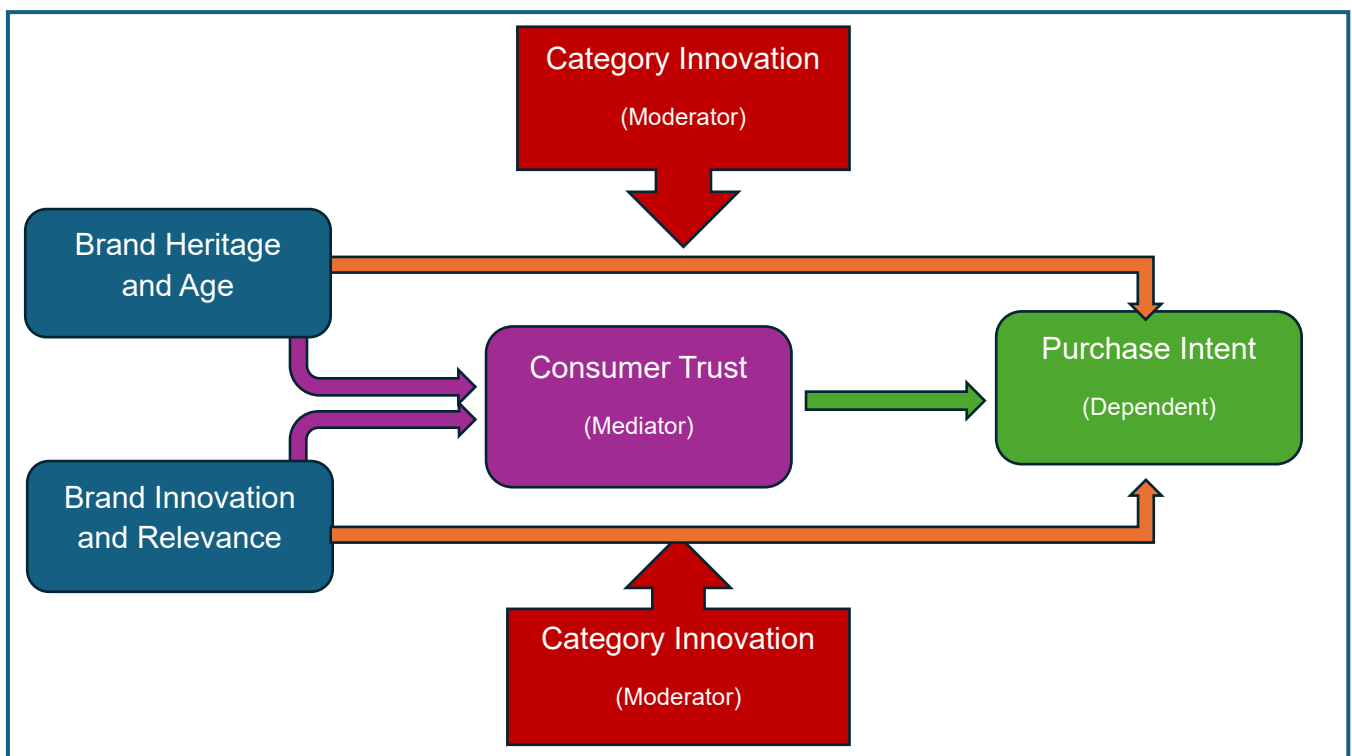 Category Innovation
(Moderator)
Brand Heritage
and Age
Consumer Trust
(Mediator)
Purchase Intent
(Dependent)
Brand Innovation
and Relevance
Category Innovation
(Moderator)